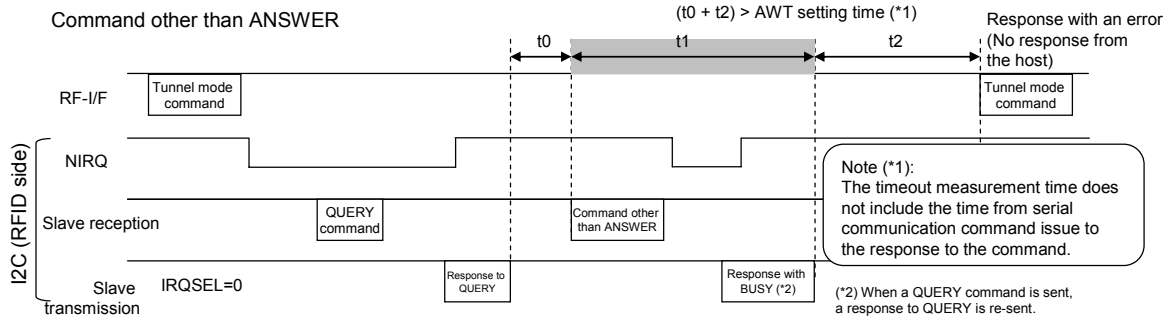 Command other than ANSWER
(t0 + t2) > AWT setting time (*1)
t0
t1
t2
Response with an error
(No response from
the host)
RF-I/F
Tunnel mode
command
Tunnel mode
command
I2C (RFID side)
NIRQ
Slave reception
QUERY
command
Command other
than ANSWER
Slave
transmission
IRQSEL=0
Response to
QUERY
Response with
BUSY (*2)
Note (*1):
The timeout measurement time does
not include the time from serial
communication command issue to
the response to the command.
(*2) When a QUERY command is sent,
a response to QUERY is re-sent.